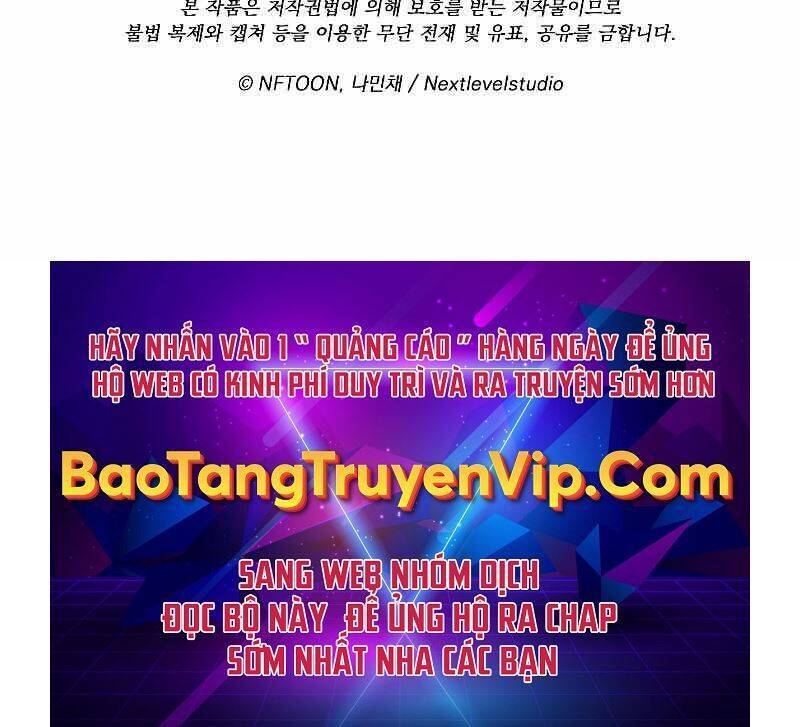 본 작품은 저작권법에 의해 보호를 받는 저작물이므로
불법 복제와 캡쳐 등을 이용한 무단 전재 및 유포, 공유를 금합니다.
© NFTOON, 나민채 / Nextlevelstudio
HÃY NHẤN VÀO 1 “ QUẢNG CÁO ” HÀNG NGÀY ĐỂ ỦNG
HỘ WEB CÓ KINH PHÍ DUY TRÌ VÀ RA TRUYỆN SỚM HƠN
BaoTangTruyenVip.Com
SANG WEB NHÓM DỊCH
ĐỌC BỘ NÀY ĐỂ ỦNG HỘ RA CHAP
SỚM NHẤT NHA CÁC BẠN